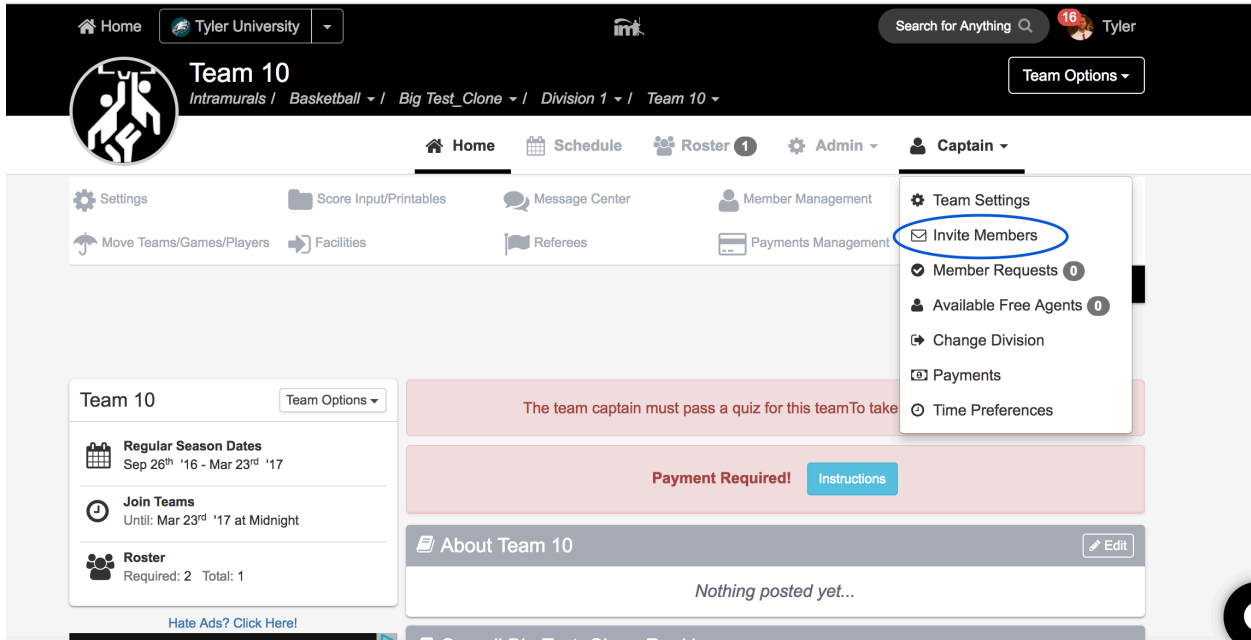 Home Tyler University imt Search for Anything 16 Tyler
Team 10 Team Options
Intramurals / Basketball / Big Test_Clone / Division 1 / Team 10
Home Schedule Roster 1 Admin Captain
Settings Score Input/Printables Message Center Member Management
Move Teams/Games/Players Facilities Referees Payments Management
Team Settings
Invite Members
Member Requests 0
Available Free Agents 0
Change Division
Payments
Time Preferences
Team 10 Team Options
Regular Season Dates
Sep 26th '16 - Mar 23rd '17
Join Teams
Until: Mar 23rd '17 at Midnight
Roster
Required: 2 Total: 1
Hate Ads? Click Here!
The team captain must pass a quiz for this teamTo take
Payment Required! Instructions
About Team 10 Edit
Nothing posted yet...